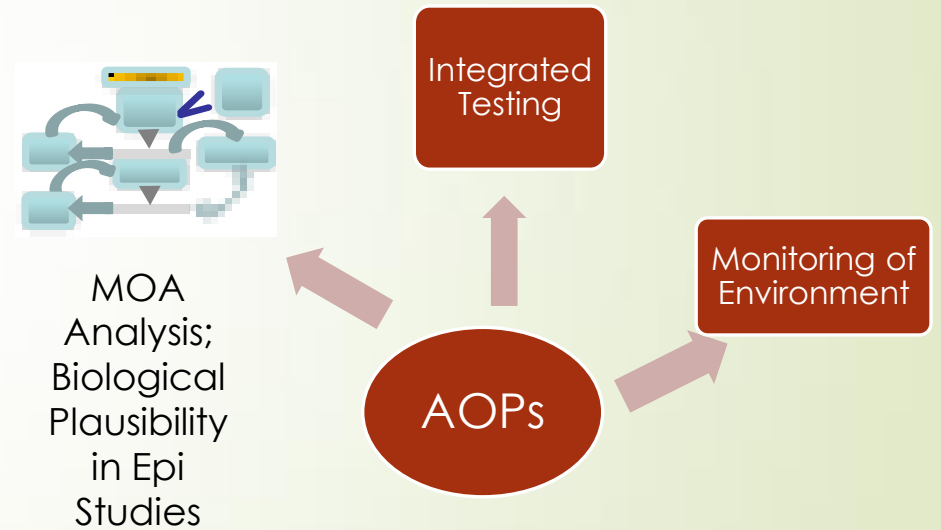 Integrated
Testing
Monitoring of
Environment
MOA
Analysis;
Biological
Plausibility
in Epi
Studies
AOPs